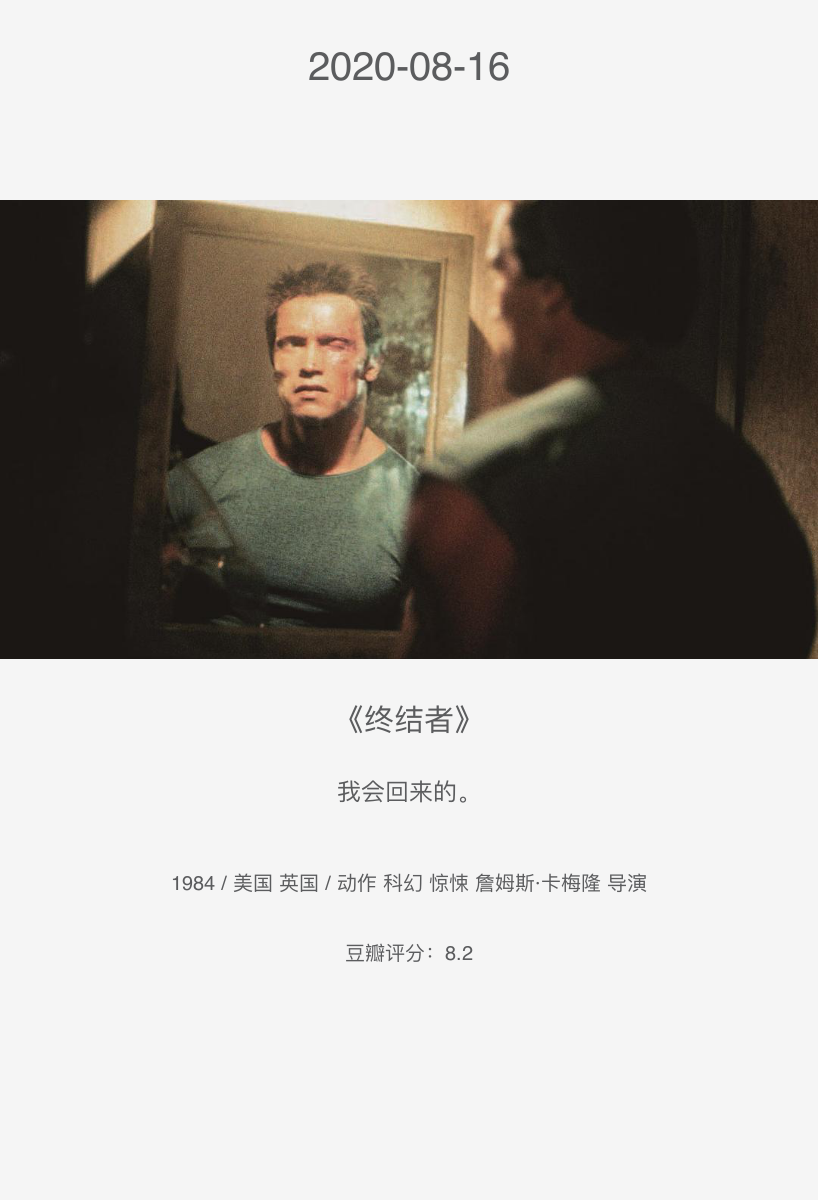 2020-08-16
《终结者》
我会回来的。
1984 / 美国 英国 / 动作 科幻 惊悚 詹姆斯·卡梅隆 导演
豆瓣评分：8.2